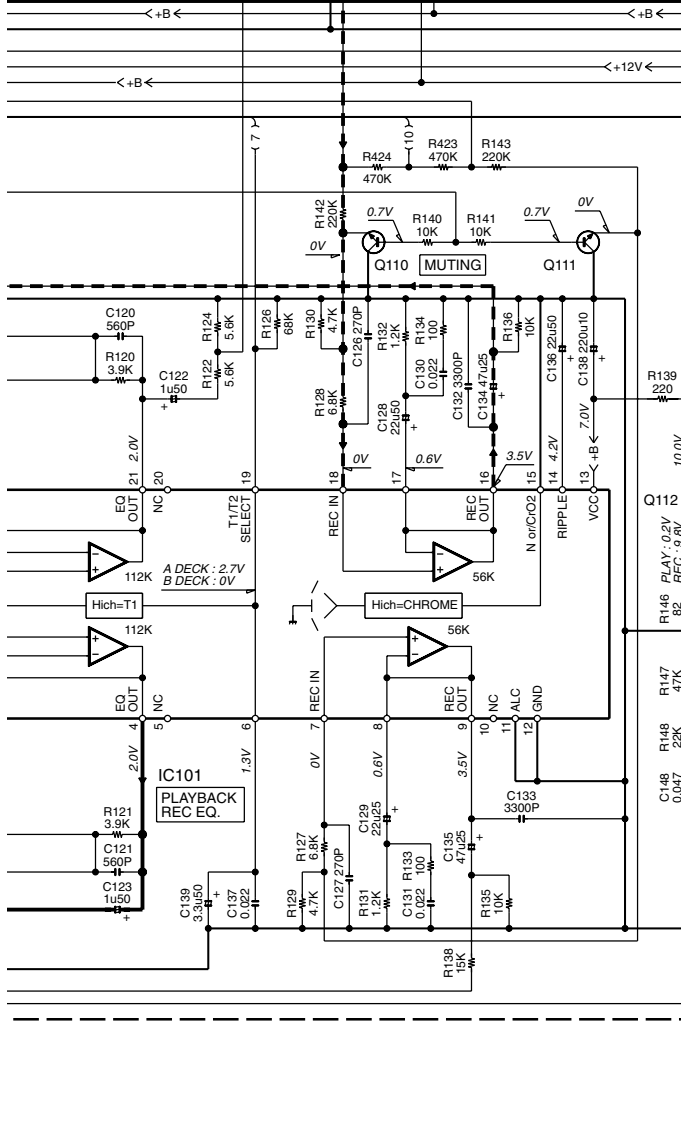 +B
+B
+12V
+B
7
10
R424
470K
R423
470K
R143
220K
R142
220K
0.7V
R140
10K
R141
10K
0.7V
0V
0V
Q110
MUTING
Q111
C120
560P
R120
3.9K
C122
1u50
+
R124
5.6K
R122
5.6K
R126
68K
R130
4.7K
R128
6.8K
C126 270P
R132
1.2K
R134
100
C130
0.022
C128
22u50
+
C132 3300P
C134 47u25
+
R136
10K
C136 22u50
+
C138 220u10
+
R139
220
2.0V
0V
0.6V
3.5V
4.2V
7.0V
+B
10.0V
21
20
19
18
17
16
15
14
13
EQ
OUT
NC
T1/T2
SELECT
REC IN
REC
OUT
N or/CrO2
RIPPLE
VCC
Q112
PLAY : 0.2V
REC : 9.8V
112K
56K
A DECK : 2.7V
B DECK : 0V
Hich=T1
Hich=CHROME
R146
82
112K
56K
R147
47K
EQ
OUT
NC
REC IN
REC
OUT
NC
ALC
GND
4
5
6
7
8
9
10
11
12
R148
22K
2.0V
1.3V
0V
0.6V
3.5V
IC101
PLAYBACK
REC EQ.
C148
0.047
C133
3300P
R121
3.9K
C121
560P
C123
1u50
+
C129
22u25
+
C135
47u25
+
R127
6.8K
C127 270P
R133
100
C139
3.3u50
+
C137
0.022
R129
4.7K
R131
1.2K
C131
0.022
R135
10K
R138
15K